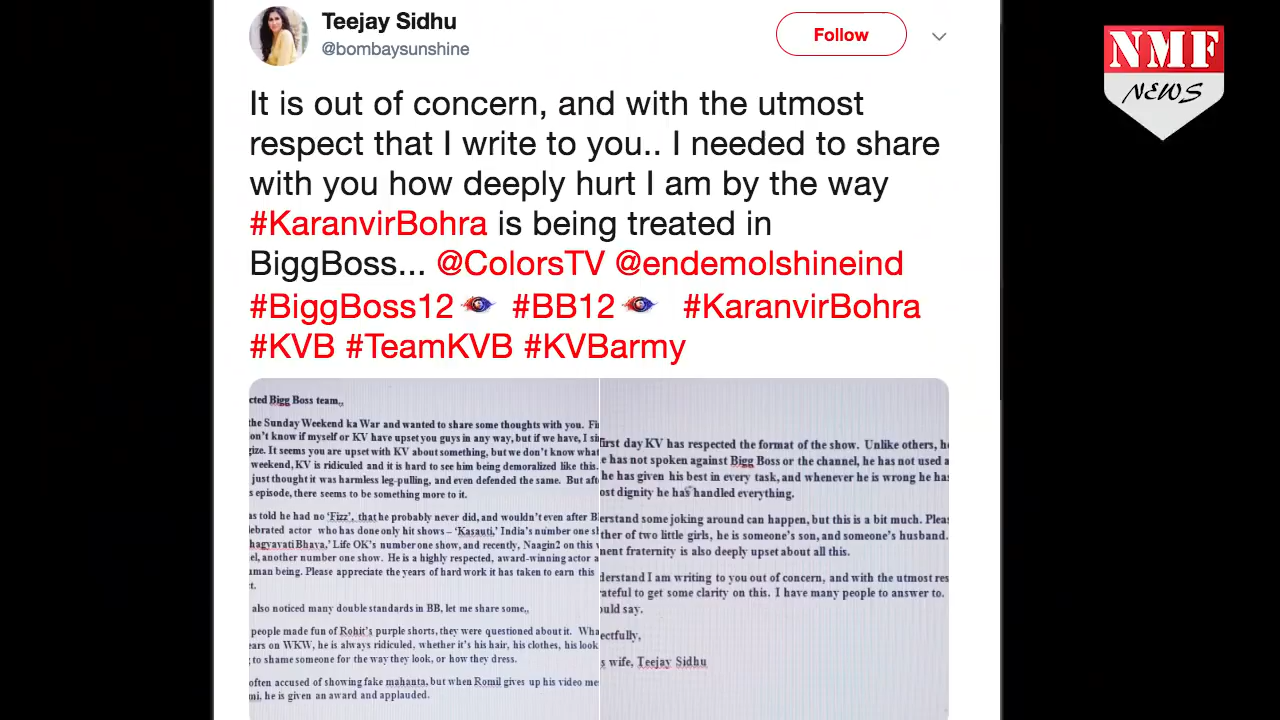 Teejay Sidhu
@bombaysunshine
Follow
NMF
NEWS
It is out of concern, and with the utmost
respect that I write to you.. I needed to share
with you how deeply hurt I am by the way
#KaranvirBohra is being treated in
BiggBoss... @ColorsTV @endemolshineind
#BiggBoss12 #BB12 #KaranvirBohra
#KVB #TeamKVB #KVBarmy
cted Bigg Boss team,,
the Sunday Weekend ka War and wanted to share some thoughts with you. Fi
on't know if myself or KV have upset you guys in any way, but if we have, I si
gize. It seems you are upset with KV about something, but we don't know what
weekend, KV is ridiculed and it is hard to see him being demoralized like this.
just thought it was harmless leg-pulling, and even defended the same. But aft
s episode, there seems to be something more to it.
as told he had no 'Fizz', that he probably never did, and wouldn't even after B
lebrated actor who has done only hit shows – 'Kasauti,' India's number one sl
hagyavati Bhava,' Life OK's number one show, and recently, Naagin2 on this
el, another number one show. He is a highly respected, award-winning actor a
uman being. Please appreciate the years of hard work it has taken to earn this
t.
also noticed many double standards in BB, let me share some,,
people made fun of Rohit's purple shorts, they were questioned about it. Wha
ears on WKW, he is always ridiculed, whether it's his hair, his clothes, his look
to shame someone for the way they look, or how they dress.
often accused of showing fake mahanta, but when Romil gives up his video me
mi, he is given an award and applauded.
first day KV has respected the format of the show. Unlike others, he
e has not spoken against Bigg Boss or the channel, he has not used a
he has given his best in every task, and whenever he is wrong he has
ost dignity he has handled everything.
erstand some joking around can happen, but this is a bit much. Pleas
ther of two little girls, he is someone's son, and someone's husband.
nent fraternity is also deeply upset about all this.
derstand I am writing to you out of concern, and with the utmost res
ateful to get some clarity on this. I have many people to answer to.
ould say.
ectfully,
s wife, Teejay Sidhu